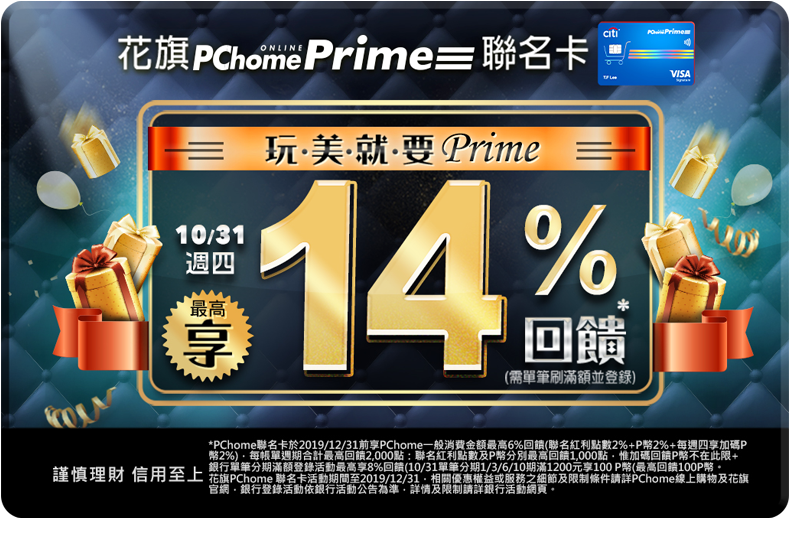 花旗 PChome ONLINE Prime 聯名卡
citi PChomePrime
T.P Lee VISA
Signature
玩·美·就·要 Prime
10/31
週四
最高
享
14%
回饋*
(需單筆刷滿額並登錄)
謹慎理財 信用至上
*PChome聯名卡於2019/12/31前享PChome一般消費金額最高6%回饋(聯名紅利點數2%+P幣2%+每週四享加碼P
幣2%)，每帳單週期合計最高回饋2,000點：聯名紅利點數及P幣分別最高回饋1,000點，惟加碼回饋P幣不在此限+
銀行單筆分期滿額登錄活動最高享8%回饋(10/31單筆分期1/3/6/10期滿1200元享100 P幣(最高回饋100P幣。
花旗PChome 聯名卡活動期間至2019/12/31，相關優惠權益或服務之細節及限制條件請詳PChome線上購物及花旗
官網，銀行登錄活動依銀行活動公告為準，詳情及限制請詳銀行活動網頁。